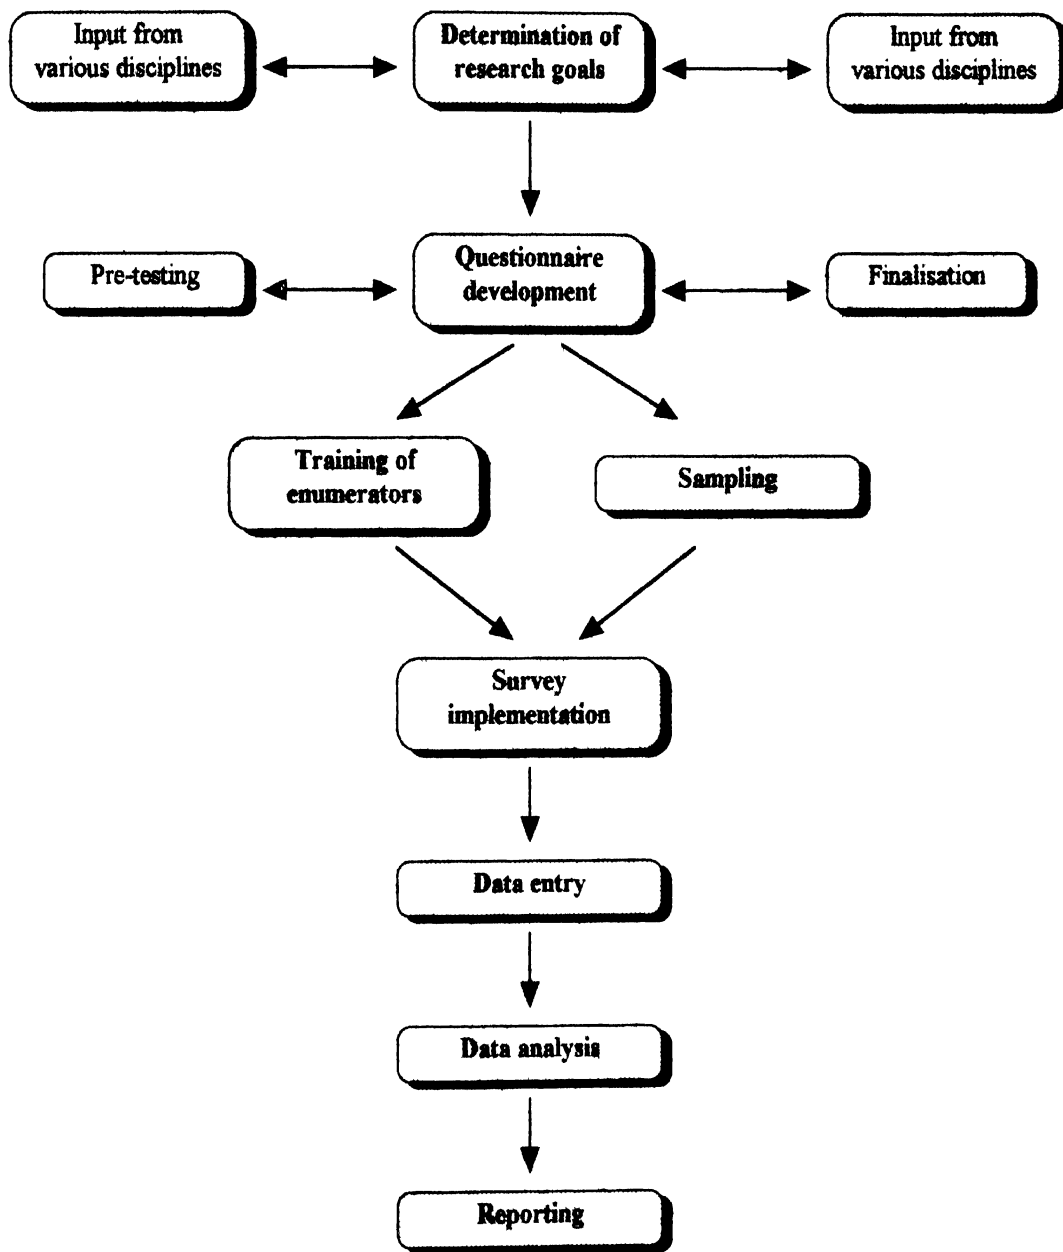 Input from
various disciplines
Determination of
research goals
Input from
various disciplines
Pre-testing
Questionnaire
development
Finalisation
Training of
enumerators
Sampling
Survey
implementation
Data entry
Data analysis
Reporting